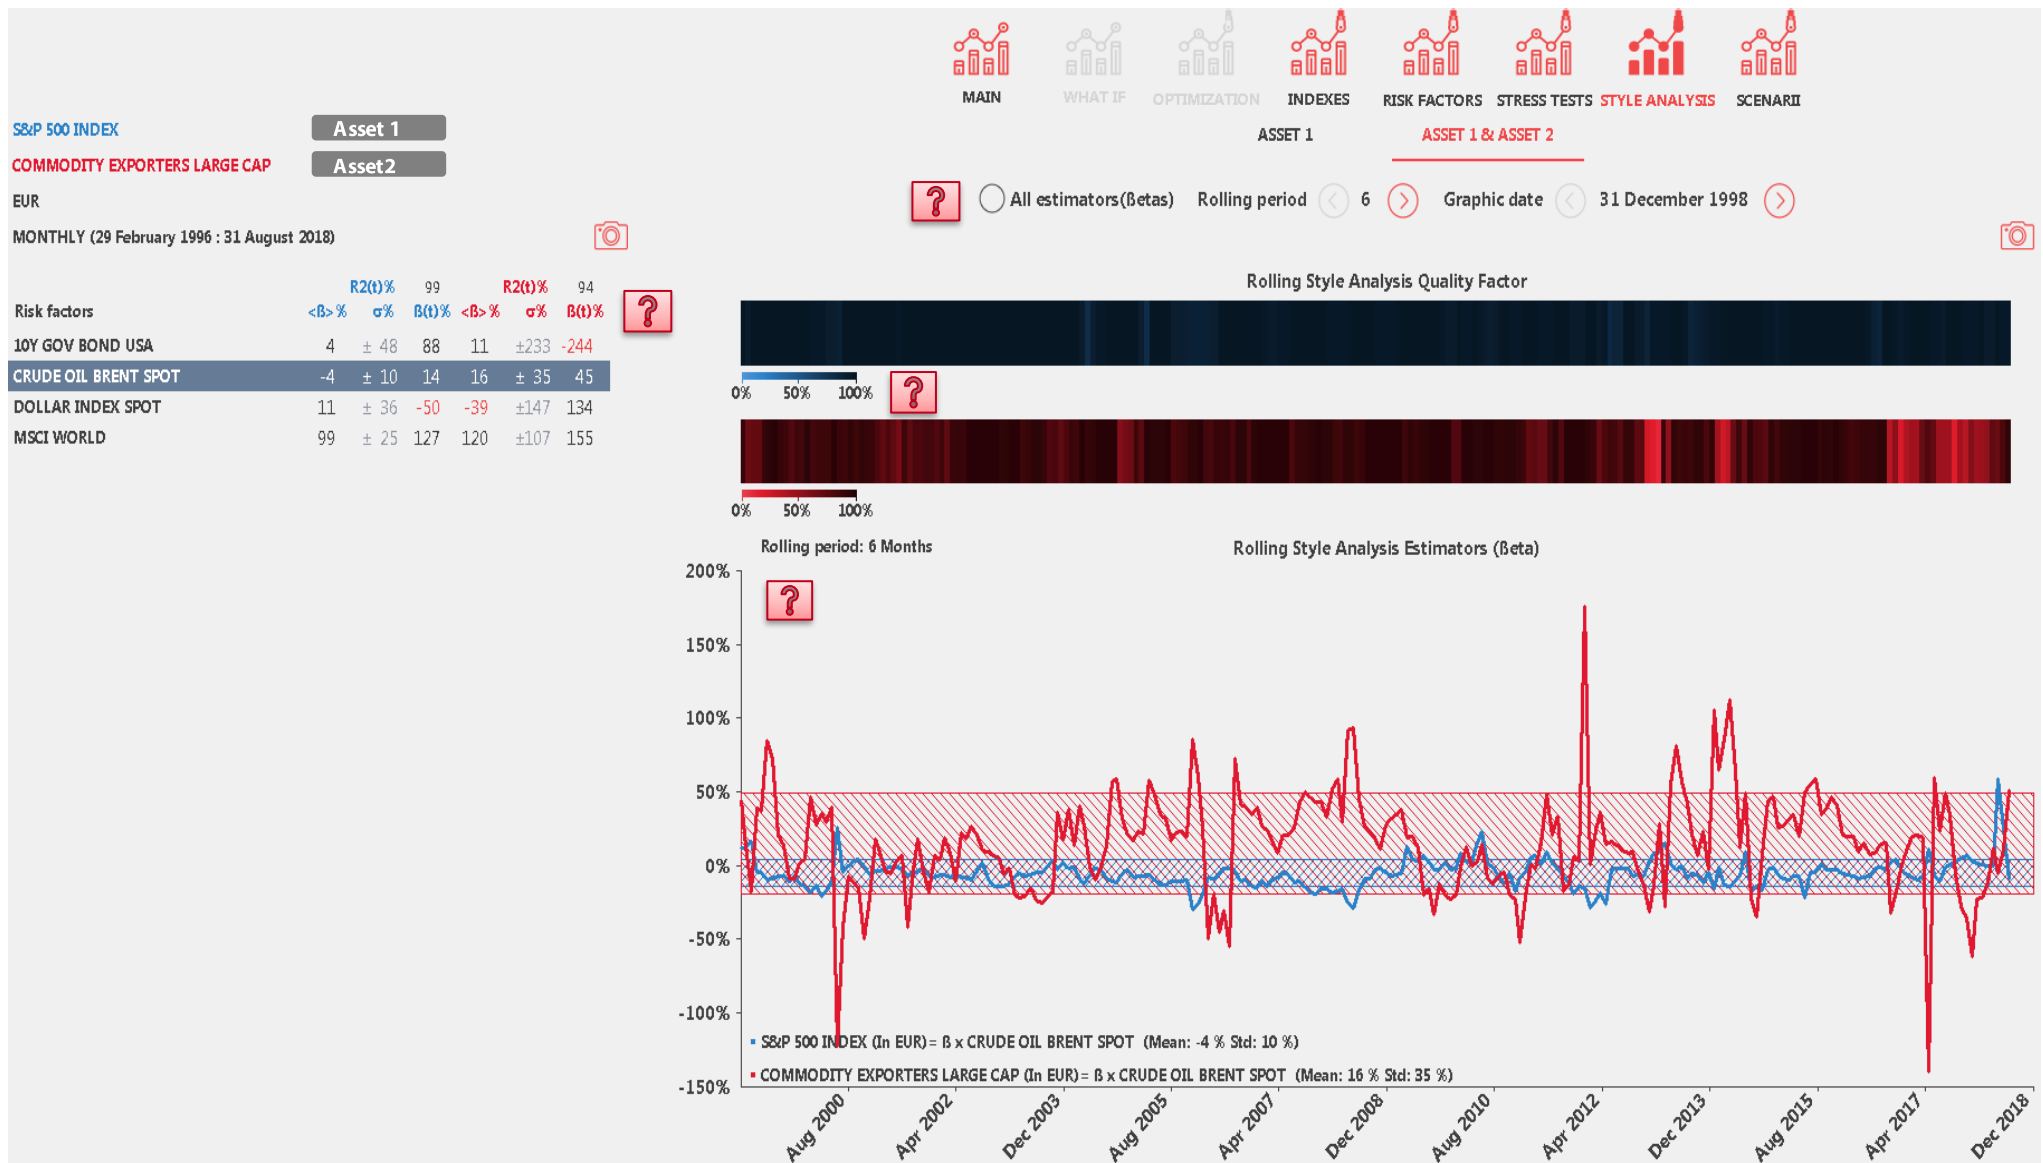 MAIN
WHAT IF
OPTIMIZATION
INDEXES
RISK FACTORS
STRESS TESTS
STYLE ANALYSIS
SCENARII
ASSET 1
ASSET 1 & ASSET 2
S&P 500 INDEX
Asset 1
COMMODITY EXPORTERS LARGE CAP
Asset2
EUR
MONTHLY (29 February 1996 : 31 August 2018)
?
All estimators(ßetas)
Rolling period
6
Graphic date
31 December 1998
R2(t)% 99 R2(t)% 94
Risk factors <ß>% σ% ß(t)% <ß>% σ% ß(t)%
?
10Y GOV BOND USA 4 ± 48 88 11 ±233 -244
CRUDE OIL BRENT SPOT -4 ± 10 14 16 ± 35 45
DOLLAR INDEX SPOT 11 ± 36 -50 -39 ±147 134
MSCI WORLD 99 ± 25 127 120 ±107 155
Rolling Style Analysis Quality Factor
0% 50% 100%
?
0% 50% 100%
Rolling period: 6 Months
Rolling Style Analysis Estimators (ßeta)
?
200%
150%
100%
50%
0%
-50%
-100%
-150%
S&P 500 INDEX (In EUR)= ß x CRUDE OIL BRENT SPOT (Mean: -4 % Std: 10 %)
COMMODITY EXPORTERS LARGE CAP (In EUR)= ß x CRUDE OIL BRENT SPOT (Mean: 16 % Std: 35 %)
Aug 2000
Apr 2002
Dec 2003
Aug 2005
Apr 2007
Dec 2008
Aug 2010
Apr 2012
Dec 2013
Aug 2015
Apr 2017
Dec 2018